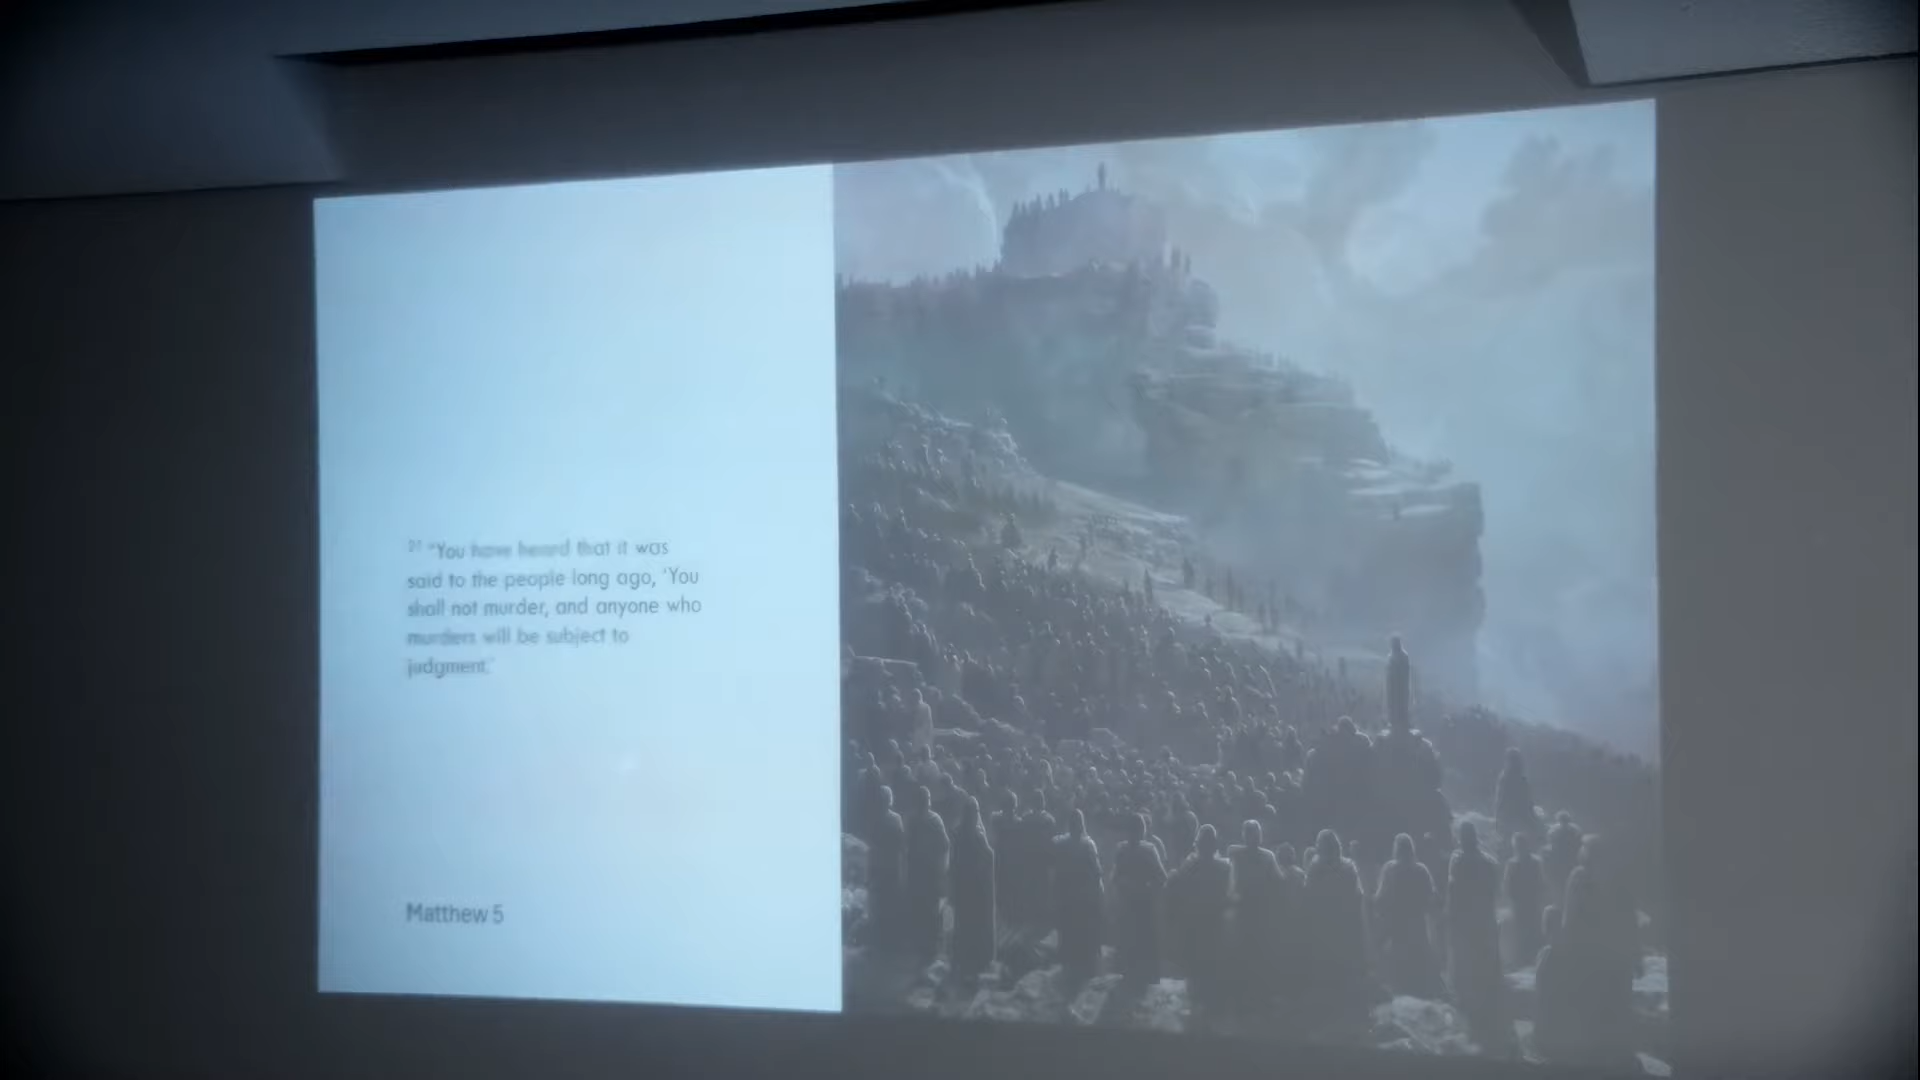 21 "You have heard that it was
said to the people long ago, 'You
shall not murder, and anyone who
murders will be subject to
judgment.'
Matthew 5